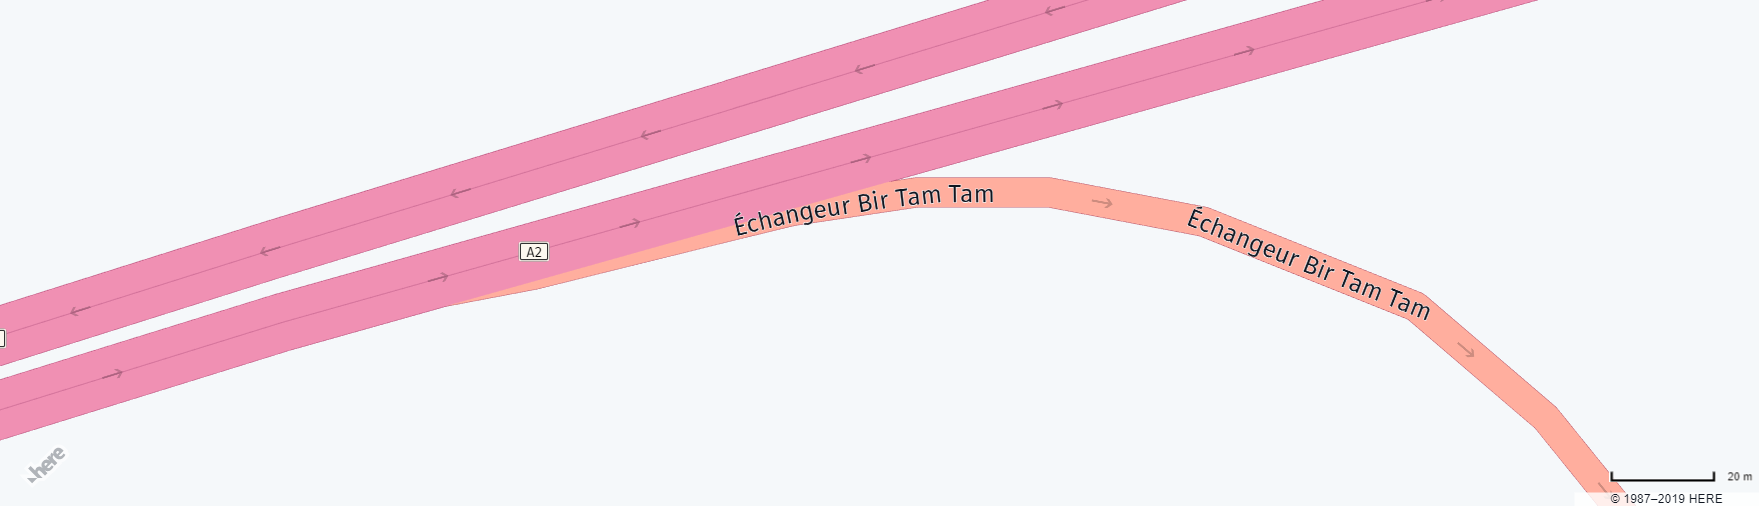 Échangeur Bir Tam Tam
Échangeur Bir Tam Tam
A2
here
20 m
© 1987–2019 HERE